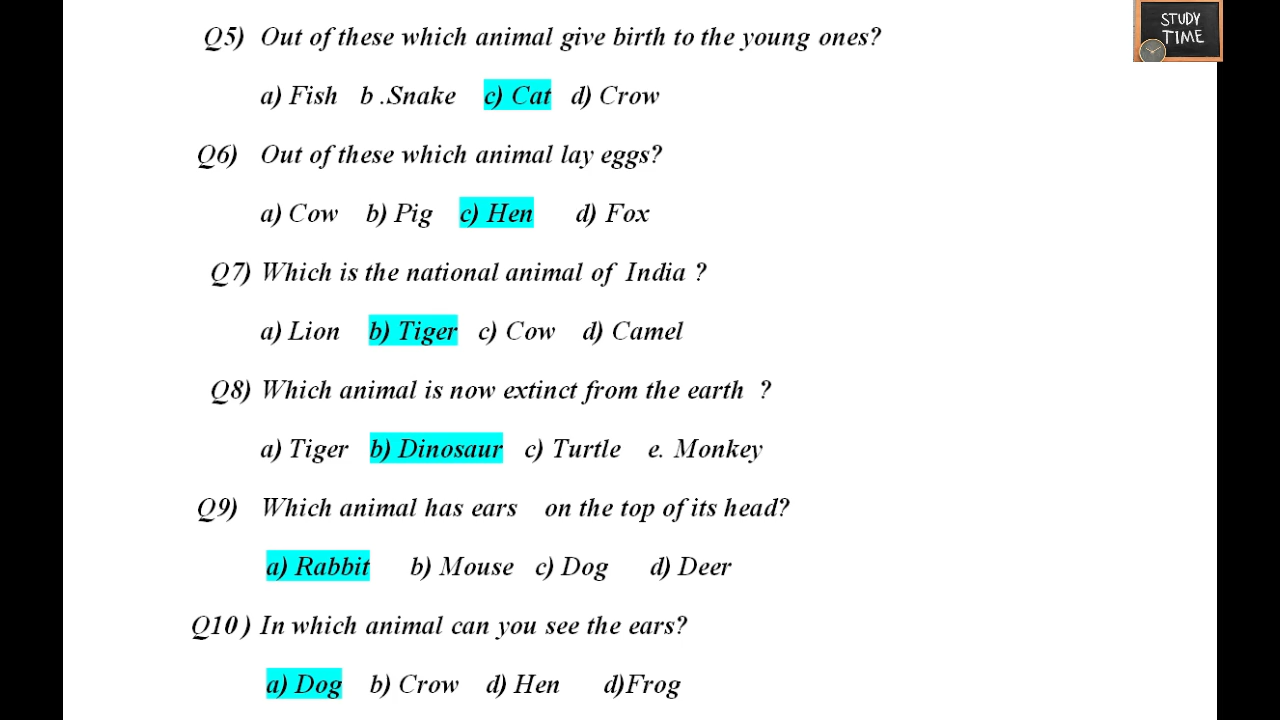 STUDY
TIME
Q5) Out of these which animal give birth to the young ones?
a) Fish b .Snake c) Cat d) Crow
Q6) Out of these which animal lay eggs?
a) Cow b) Pig c) Hen d) Fox
Q7) Which is the national animal of India ?
a) Lion b) Tiger c) Cow d) Camel
Q8) Which animal is now extinct from the earth ?
a) Tiger b) Dinosaur c) Turtle e. Monkey
Q9) Which animal has ears on the top of its head?
a) Rabbit b) Mouse c) Dog d) Deer
Q10 ) In which animal can you see the ears?
a) Dog b) Crow d) Hen d)Frog